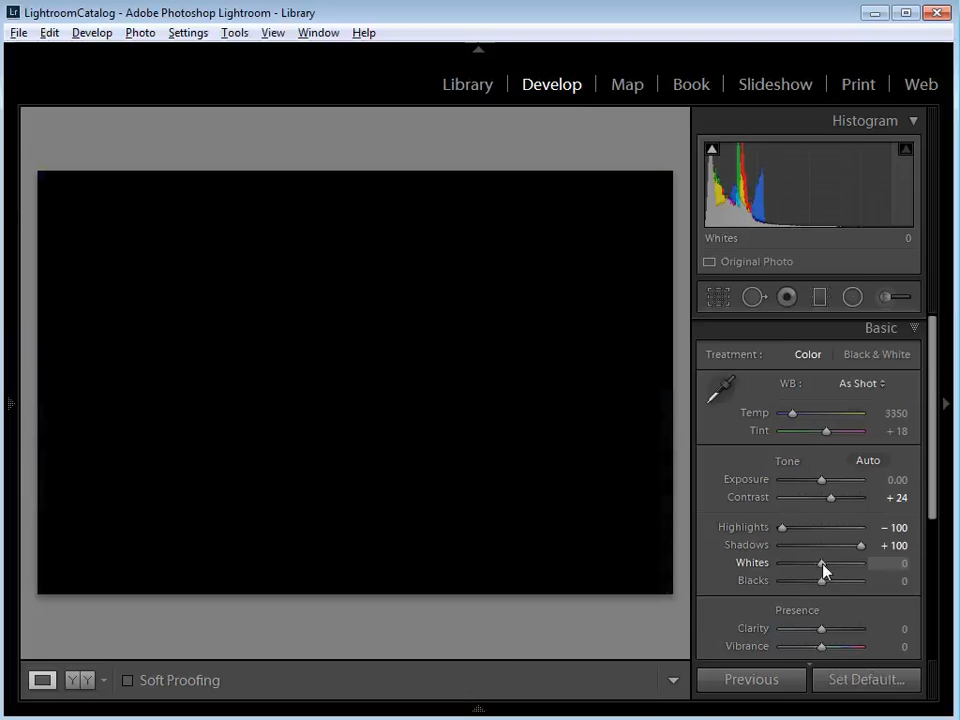 LightroomCatalog - Adobe Photoshop Lightroom - Library
File Edit Develop Photo Settings Tools View Window Help
Library | Develop | Map | Book | Slideshow | Print | Web
Histogram
Whites 0
Original Photo
Basic
Treatment : Color Black & White
WB : As Shot
Temp 3350
Tint + 18
Tone Auto
Exposure 0.00
Contrast + 24
Highlights − 100
Shadows + 100
Whites 0
Blacks 0
Presence
Clarity 0
Vibrance 0
YY Soft Proofing Previous Set Default...